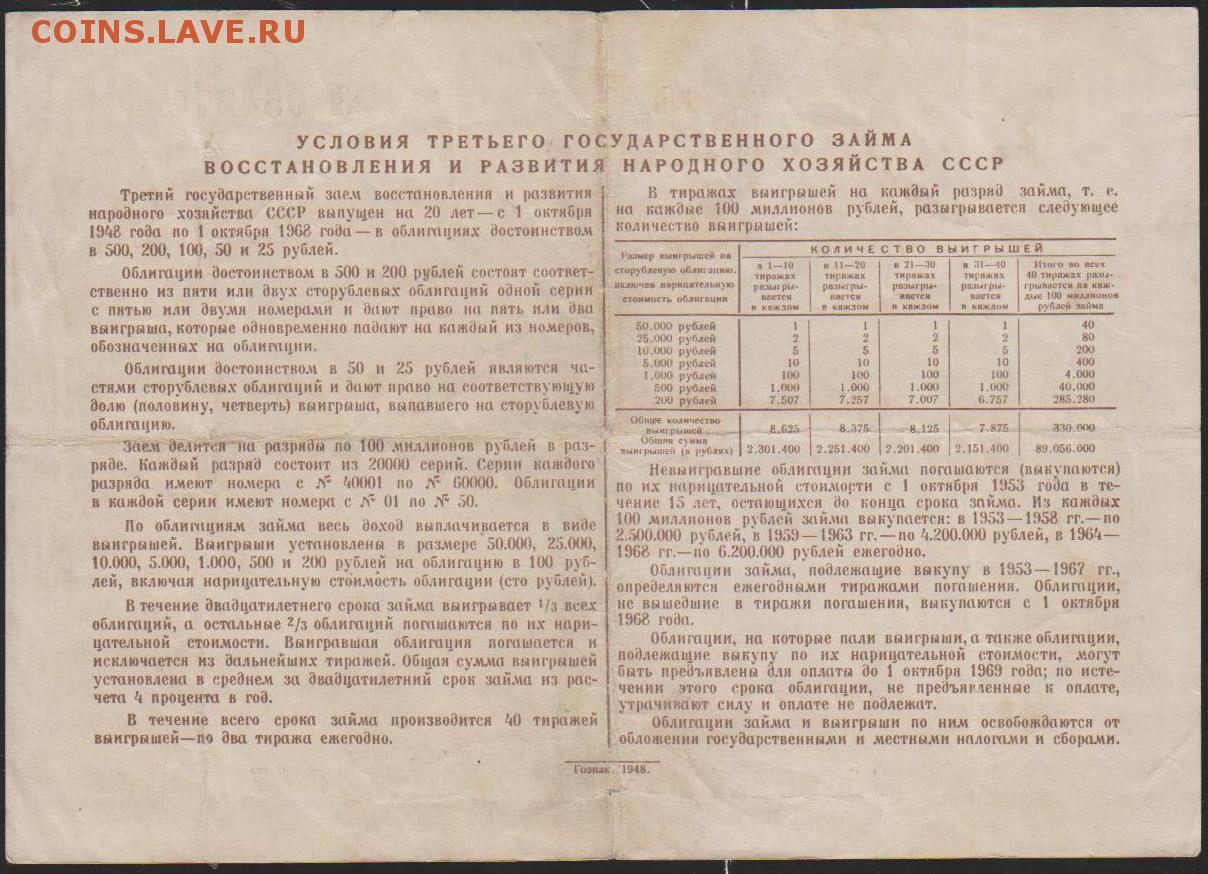 COINS.LAVE.RU
УСЛОВИЯ ТРЕТЬЕГО ГОСУДАРСТВЕННОГО ЗАЙМА
ВОССТАНОВЛЕНИЯ И РАЗВИТИЯ НАРОДНОГО ХОЗЯЙСТВА СССР
Третий государственный заем восстановления и развития
народного хозяйства СССР выпущен на 20 лет — с 1 октября
1948 года по 1 октября 1968 года — в облигациях достоинством
в 500, 200, 100, 50 и 25 рублей.
Облигации достоинством в 500 и 200 рублей состоят соответ-
ственно из пяти или двух сторублевых облигаций одной серии
с пятью или двумя номерами и дают право на пять или два
выигрыша, которые одновременно падают на каждый из номеров,
обозначенных на облигации.
Облигации достоинством в 50 и 25 рублей являются ча-
стями сторублевых облигаций и дают право на соответствующую
долю (половину, четверть) выигрыша, выпавшего на сторублевую
облигацию.
Заем делится на разряды по 100 миллионов рублей в раз-
ряде. Каждый разряд состоит из 20000 серий. Серии каждого
разряда имеют номера с № 40001 по № 60000. Облигации
в каждой серии имеют номера с № 01 по № 50.
По облигациям займа весь доход выплачивается в виде
выигрышей. Выигрыши установлены в размере 50.000, 25.000,
10.000, 5.000, 1.000, 500 и 200 рублей на облигацию в 100 руб-
лей, включая нарицательную стоимость облигации (сто рублей).
В течение двадцатилетнего срока займа выигрывает 1/3 всех
облигаций, а остальные 2/3 облигаций погашаются по их нари-
цательной стоимости. Выигравшая облигация погашается и
исключается из дальнейших тиражей. Общая сумма выигрышей
установлена в среднем за двадцатилетний срок займа из рас-
чета 4 процента в год.
В течение всего срока займа производится 40 тиражей
выигрышей—по два тиража ежегодно.
В тиражах выигрышей на каждый разряд займа, т. е.
на каждые 100 миллионов рублей, разыгрывается следующее
количество выигрышей:
Размер выигрышей на
сторублевую облигацию,
включая нарицательную
стоимость облигации
КОЛИЧЕСТВО ВЫИГРЫШЕЙ
в 1—10
тиражах
разыгры-
вается
в каждом
в 11—20
тиражах
разыгры-
вается
в каждом
в 21—30
тиражах
разыгры-
вается
в каждом
в 31—40
тиражах
разыгры-
вается
в каждом
Итого во всех
40 тиражах разы-
грывается на каж-
дые 100 миллионов
рублей займа
50.000 рублей 1 1 1 1 40
25.000 рублей 2 2 2 2 80
10.000 рублей 5 5 5 5 200
5.000 рублей 10 10 10 10 400
1.000 рублей 100 100 100 100 4.000
500 рублей 1.000 1.000 1.000 1.000 40.000
200 рублей 7.507 7.257 7.007 6.757 285.280
Общее количество
выигрышей 8.625 8.375 8.125 7.875 330.000
Общая сумма
выигрышей (в рублях) 2.301.400 2.251.400 2.201.400 2.151.400 89.056.000
Невыигравшие облигации займа погашаются (выкупаются)
по их нарицательной стоимости с 1 октября 1953 года в те-
чение 15 лет, остающихся до конца срока займа. Из каждых
100 миллионов рублей займа выкупается: в 1953—1958 гг.—по
2.500.000 рублей, в 1959—1963 гг.—по 4.200.000 рублей, в 1964—
1968 гг.—по 6.200.000 рублей ежегодно.
Облигации займа, подлежащие выкупу в 1953—1967 гг.,
определяются ежегодными тиражами погашения. Облигации,
не вышедшие в тиражи погашения, выкупаются с 1 октября
1968 года.
Облигации, на которые пали выигрыши, а также облигации,
подлежащие выкупу по их нарицательной стоимости, могут
быть предъявлены для оплаты до 1 октября 1969 года; по исте-
чении этого срока облигации, не предъявленные к оплате,
утрачивают силу и оплате не подлежат.
Облигации займа и выигрыши по ним освобождаются от
обложения государственными и местными налогами и сборами.
Гознак. 1948.